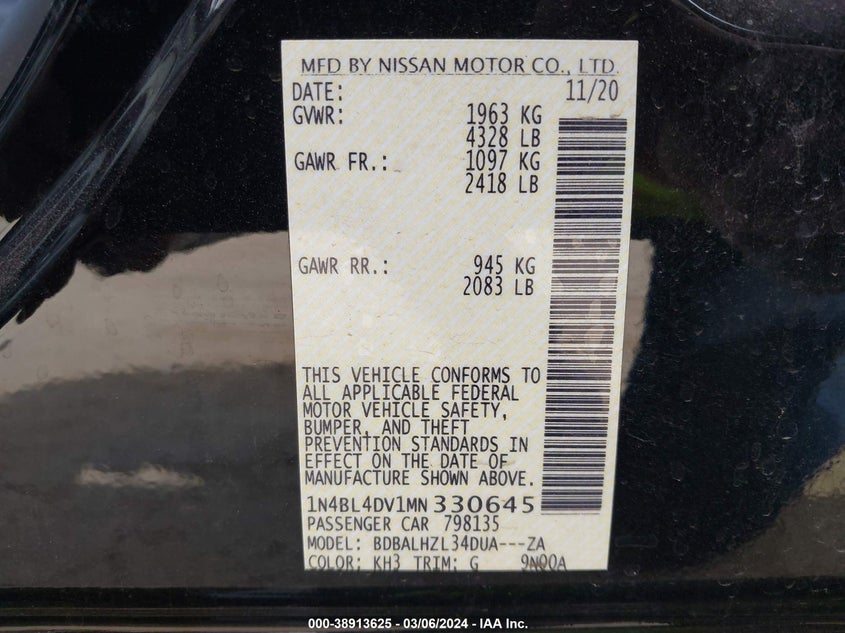 MFD BY NISSAN MOTOR CO., LTD.
DATE: 11/20
GVWR: 1963 KG
4328 LB
GAWR FR.: 1097 KG
2418 LB
GAWR RR.: 945 KG
2083 LB
THIS VEHICLE CONFORMS TO
ALL APPLICABLE FEDERAL
MOTOR VEHICLE SAFETY,
BUMPER, AND THEFT
PREVENTION STANDARDS IN
EFFECT ON THE DATE OF
MANUFACTURE SHOWN ABOVE.
1N4BL4DV1MN330645
PASSENGER CAR 798135
MODEL: BDBALHZL34DUA---ZA
COLOR: KH3 TRIM: G
000-38913625 - 03/06/2024 - IAA Inc.